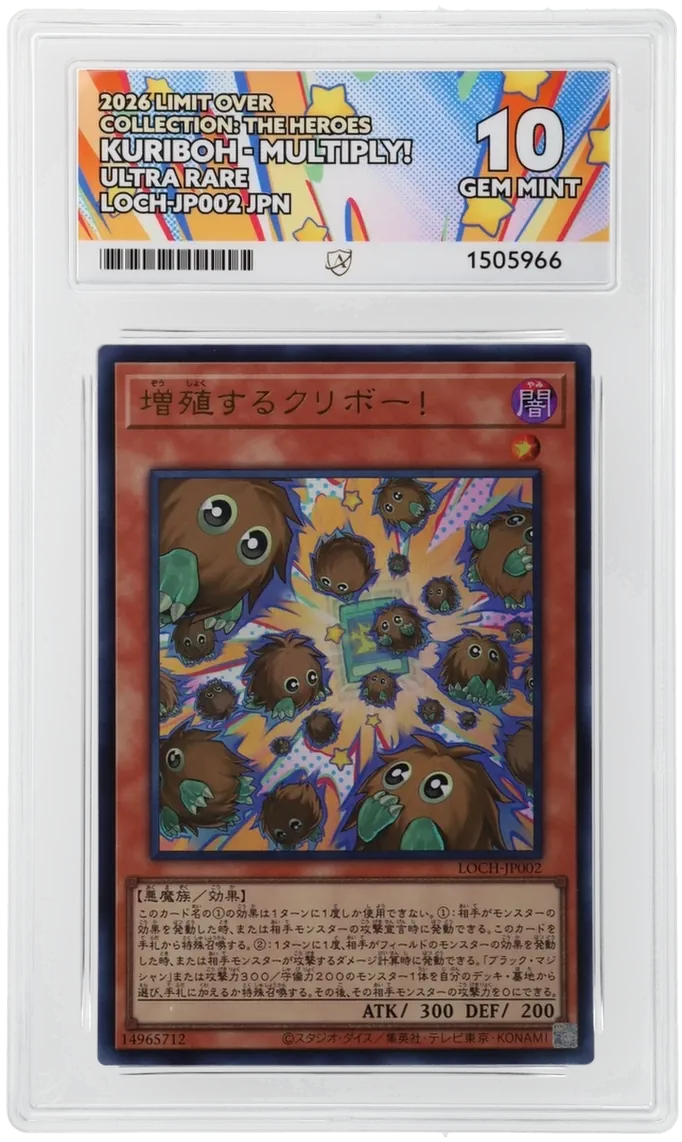 2026 LIMIT OVER
COLLECTION: THE HEROES
KURIBOH - MULTIPLY!
ULTRA RARE
LOCH-JP002 JPN
10
GEM MINT
1505966
増殖するクリボー!
闇
LOCH-JP002
【悪魔族/効果】
このカード名の①の効果は1ターンに1度しか使用できない。①:相手がモンスターの
効果を発動した時、または相手モンスターの攻撃宣言時に発動できる。このカードを
手札から特殊召喚する。②:1ターンに1度、相手がフィールドのモンスターの効果を発動
した時、または相手モンスターが攻撃するダメージ計算時に発動できる。「ブラック・マジ
シャン」または攻撃力300/守備力200のモンスター1体を自分のデッキ・墓地から
選び、手札に加えるか特殊召喚する。その後、その相手モンスターの攻撃力を0にできる。
ATK/ 300 DEF/ 200
14965712
©スタジオ・ダイス/集英社・テレビ東京・KONAMI